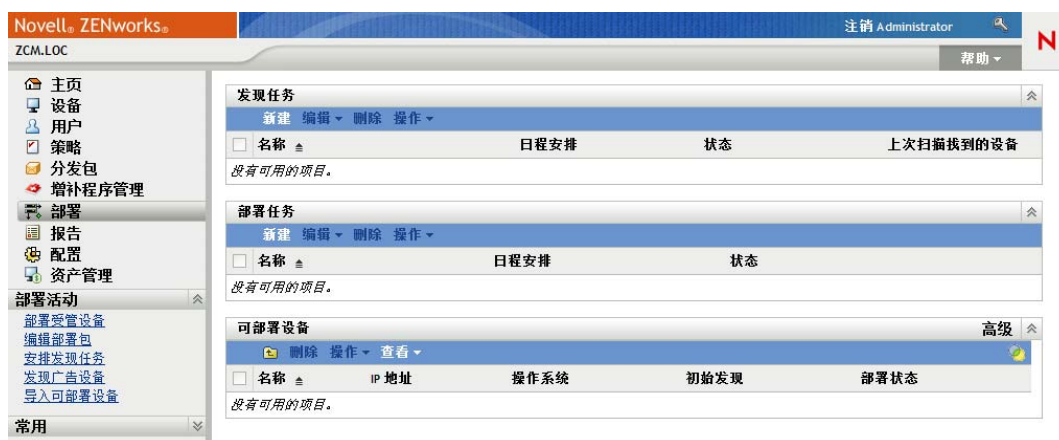 Novell® ZENworks®
注销 Administrator
N
ZCM.LOC
帮助
主页
设备
用户
策略
分发包
增补程序管理
部署
报告
配置
资产管理
部署活动
部署受管设备
编辑部署包
安排发现任务
发现广告设备
导入可部署设备
常用
发现任务
新建 编辑 删除 操作
名称 日程安排 状态 上次扫描找到的设备
没有可用的项目。
部署任务
新建 编辑 删除 操作
名称 日程安排 状态
没有可用的项目。
可部署设备 高级
删除 操作 查看
名称 IP 地址 操作系统 初始发现 部署状态
没有可用的项目。